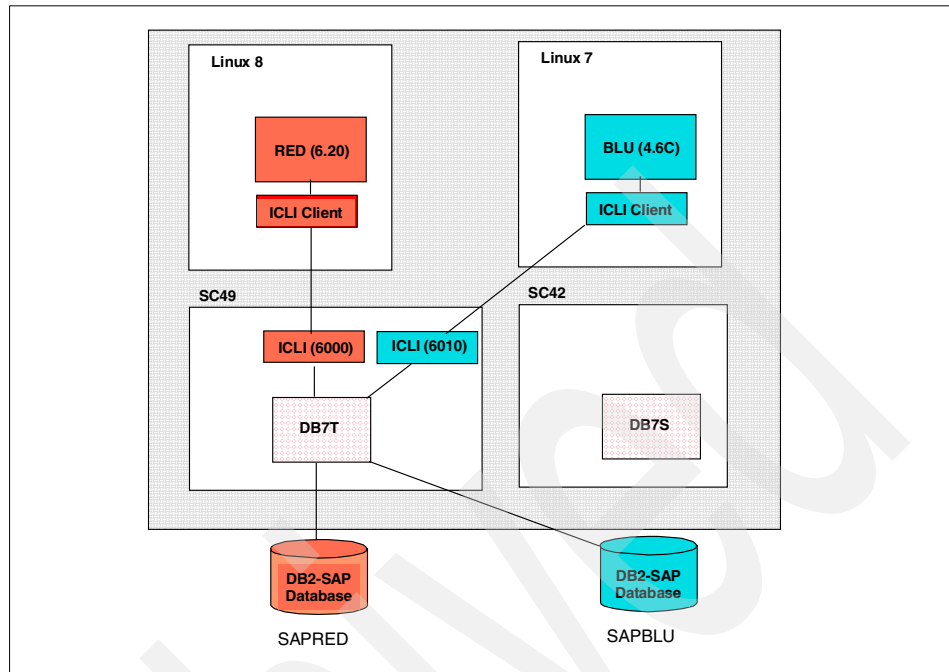 Linux 8
Linux 7
RED (6.20)
BLU (4.6C)
ICLI Client
ICLI Client
SC49
SC42
ICLI (6000)
ICLI (6010)
DB7T
DB7S
DB2-SAP
Database
DB2-SAP
Database
SAPRED
SAPBLU